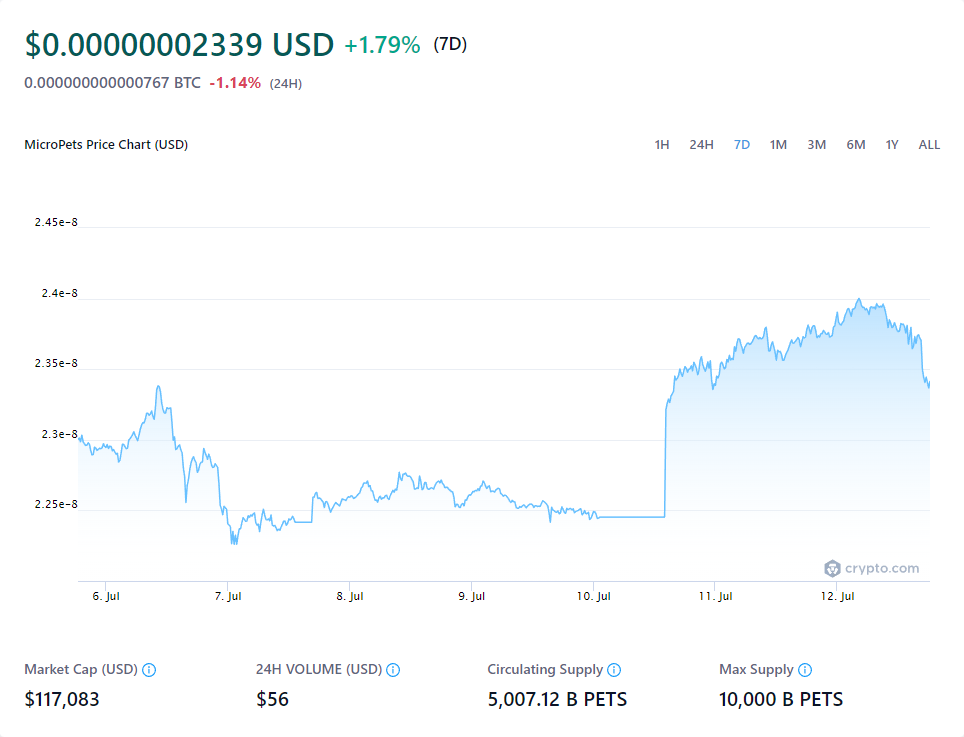 $0.00000002339 USD +1.79% (7D)
0.000000000000767 BTC -1.14% (24H)
MicroPets Price Chart (USD) 1H 24H 7D 1M 3M 6M 1Y ALL
2.45e-8
2.4e-8
2.35e-8
2.3e-8
2.25e-8
crypto.com
6. Jul 7. Jul 8. Jul 9. Jul 10. Jul 11. Jul 12. Jul
Market Cap (USD) 24H VOLUME (USD) Circulating Supply Max Supply
$117,083 $56 5,007.12 B PETS 10,000 B PETS